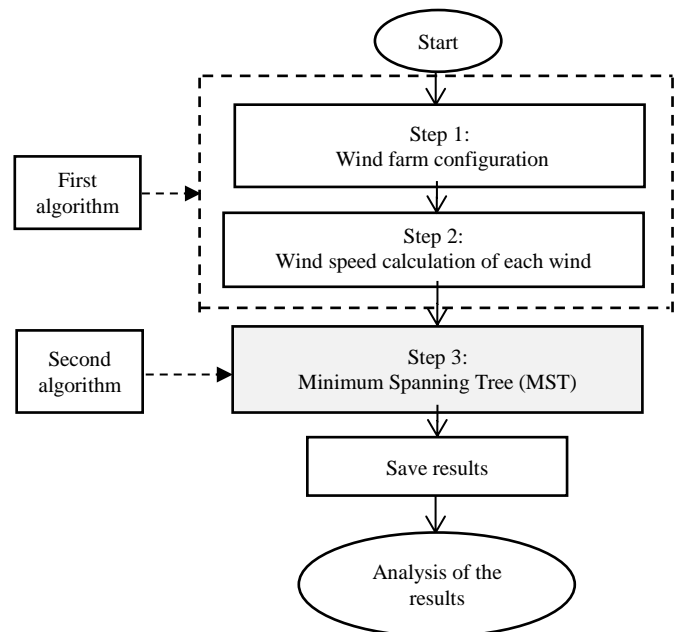 Start
Step 1:
Wind farm configuration
First
algorithm
Step 2:
Wind speed calculation of each wind
Second
algorithm
Step 3:
Minimum Spanning Tree (MST)
Save results
Analysis of the
results